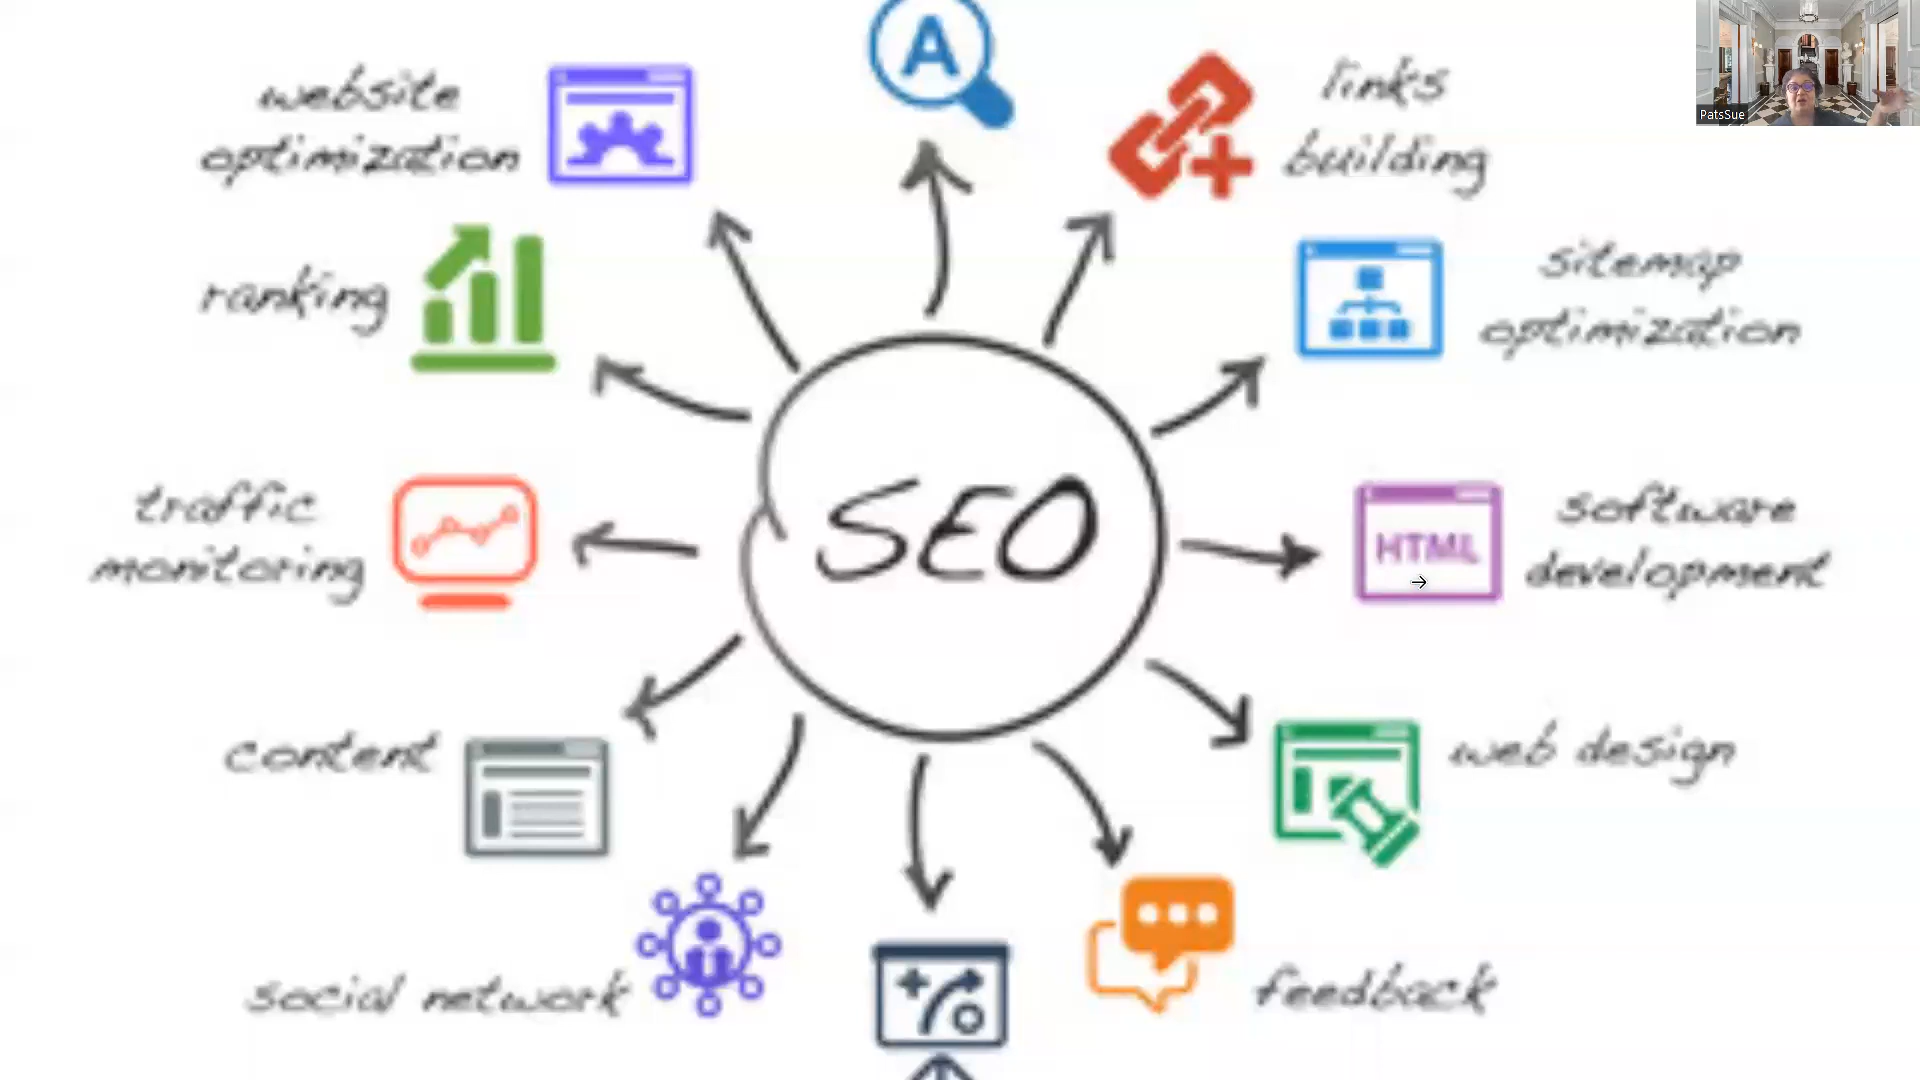 A
website
optimization
links
building
PatsSue
ranking
sitemap
optimization
SEO
traffic
monitoring
HTML
software
development
content
web design
social network
feedback